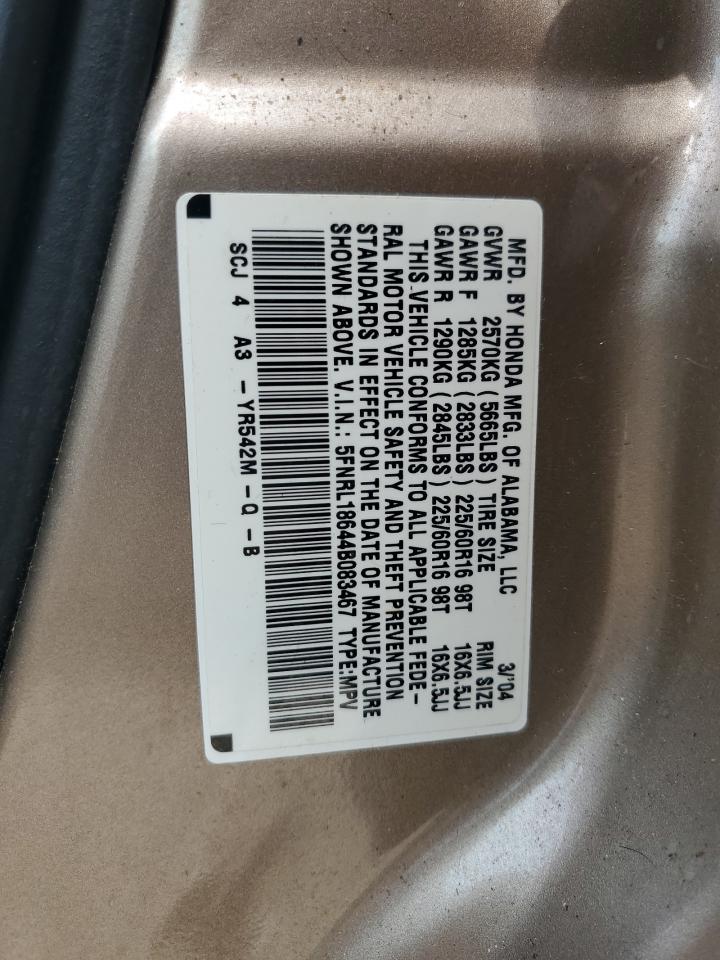 MFD. BY HONDA MFG. OF ALABAMA, LLC 3/'04
GVWR 2570KG (5665LBS) TIRE SIZE RIM SIZE
GAWR F 1285KG (2833LBS) 225/60R16 98T 16X6.5JJ
GAWR R 1290KG (2845LBS) 225/60R16 98T 16X6.5JJ
THIS VEHICLE CONFORMS TO ALL APPLICABLE FEDE-
RAL MOTOR VEHICLE SAFETY AND THEFT PREVENTION
STANDARDS IN EFFECT ON THE DATE OF MANUFACTURE
SHOWN ABOVE. V.I.N.: 5FNRL18644B083467 TYPE:MPV
SCJ 4 A3 -YR542M-Q-B